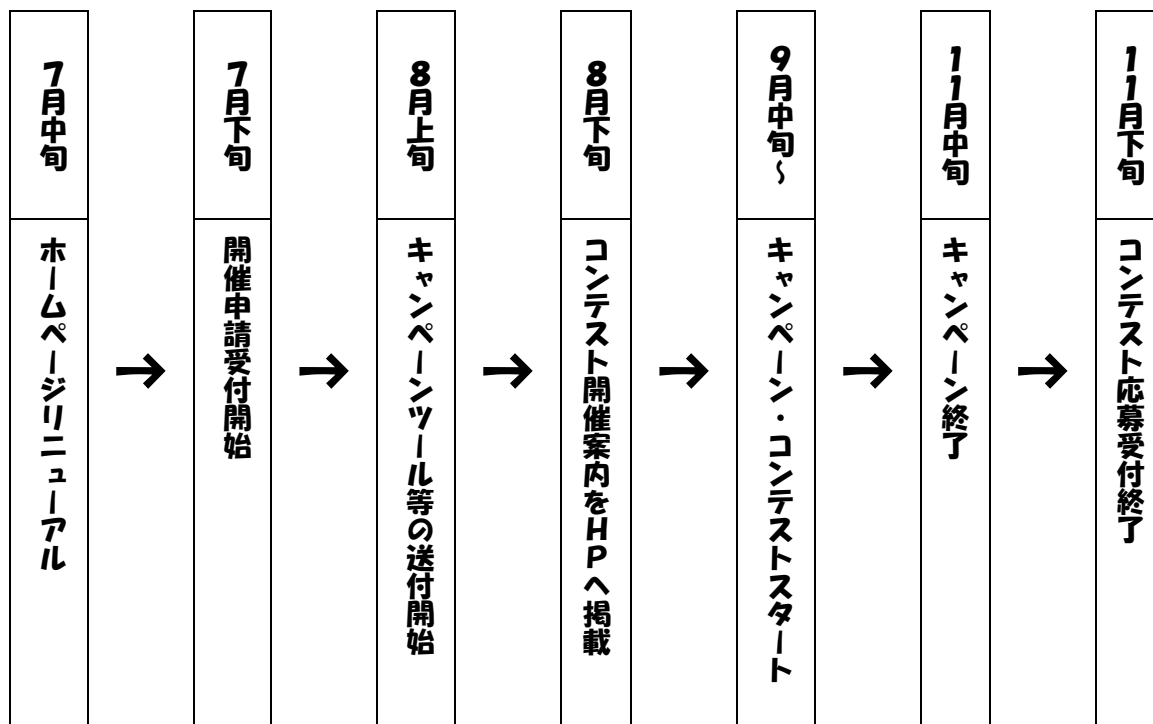 7月中旬
ホームページリニューアル
→
7月下旬
開催申請受付開始
→
8月上旬
キャンペーンツール等の送付開始
→
8月下旬
コンテスト開催案内をHPへ掲載
→
9月中旬~
キャンペーン・コンテストスタート
→
11月中旬
キャンペーン終了
→
11月下旬
コンテスト応募受付終了